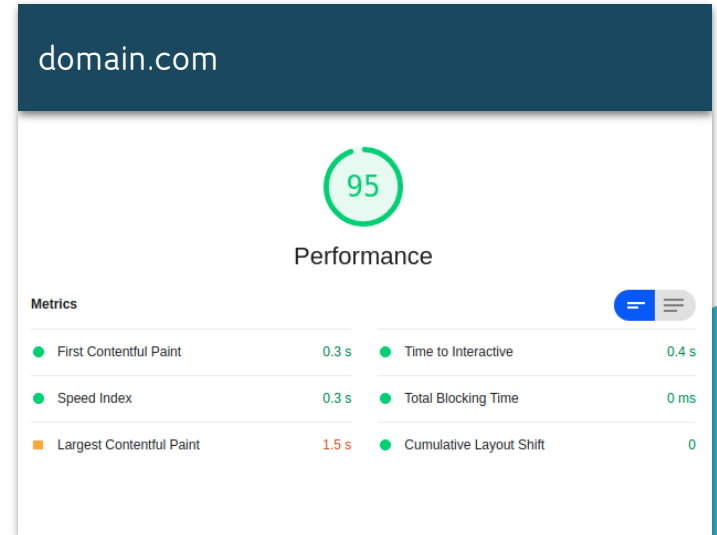 domain.com
95
Performance
Metrics
First Contentful Paint 0.3 s
Time to Interactive 0.4 s
Speed Index 0.3 s
Total Blocking Time 0 ms
Largest Contentful Paint 1.5 s
Cumulative Layout Shift 0